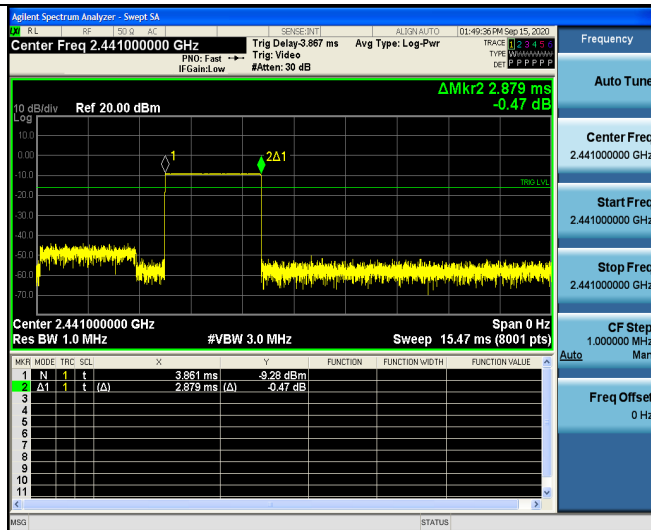 Agilent Spectrum Analyzer - Swept SA
LXI RL RF 50 Ω AC SENSE:INT ALIGN AUTO 01:49:36 PM Sep 15, 2020
Center Freq 2.441000000 GHz
PNO: Fast
IFGain:Low
Trig Delay-3.867 ms
Trig: Video
#Atten: 30 dB
Avg Type: Log-Pwr
TRACE 1 2 3 4 5 6
TYPE
DET P P P P P P
ΔMkr2 2.879 ms
-0.47 dB
10 dB/div Ref 20.00 dBm
Log
10.0
0.00
-10.0
-20.0
-30.0
-40.0
-50.0
-60.0
-70.0
1
2Δ1
TRIG LVL
Center 2.441000000 GHz Span 0 Hz
Res BW 1.0 MHz #VBW 3.0 MHz Sweep 15.47 ms (8001 pts)
MKR MODE TRC SCL X Y FUNCTION FUNCTION WIDTH FUNCTION VALUE
1 N 1 t 3.861 ms -9.28 dBm
2 Δ1 1 t (Δ) 2.879 ms (Δ) -0.47 dB
3
4
5
6
7
8
9
10
11
MSG STATUS
Frequency
Auto Tune
Center Freq
2.441000000 GHz
Start Freq
2.441000000 GHz
Stop Freq
2.441000000 GHz
CF Step
1.000000 MHz
Auto Man
Freq Offset
0 Hz